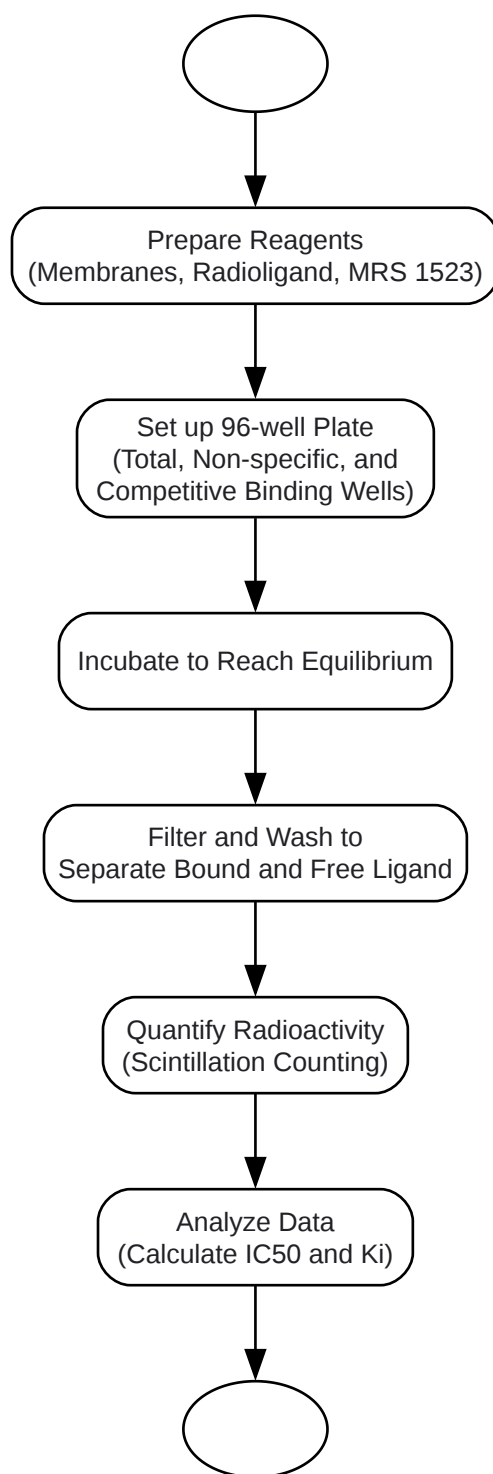 Prepare Reagents
(Membranes, Radioligand, MRS 1523)
Set up 96-well Plate
(Total, Non-specific, and
Competitive Binding Wells)
Incubate to Reach Equilibrium
Filter and Wash to
Separate Bound and Free Ligand
Quantify Radioactivity
(Scintillation Counting)
Analyze Data
(Calculate IC50 and Ki)